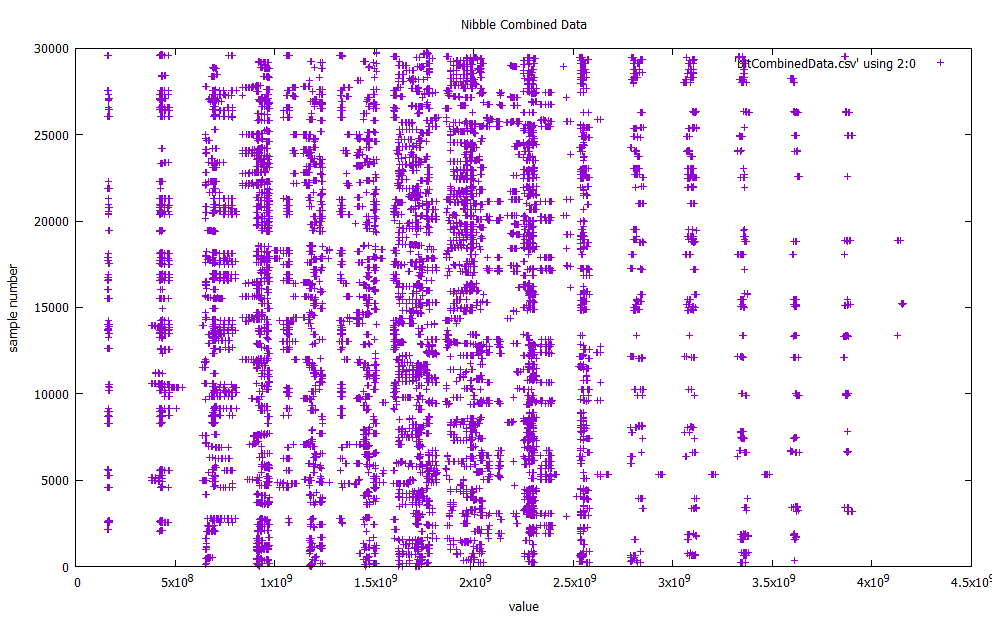 Nibble Combined Data
'bitCombinedData.csv' using 2:0
30000
25000
20000
15000
10000
5000
0
sample number
0
5x10⁸
1x10⁹
1.5x10⁹
2x10⁹
2.5x10⁹
3x10⁹
3.5x10⁹
4x10⁹
4.5x10⁹
value